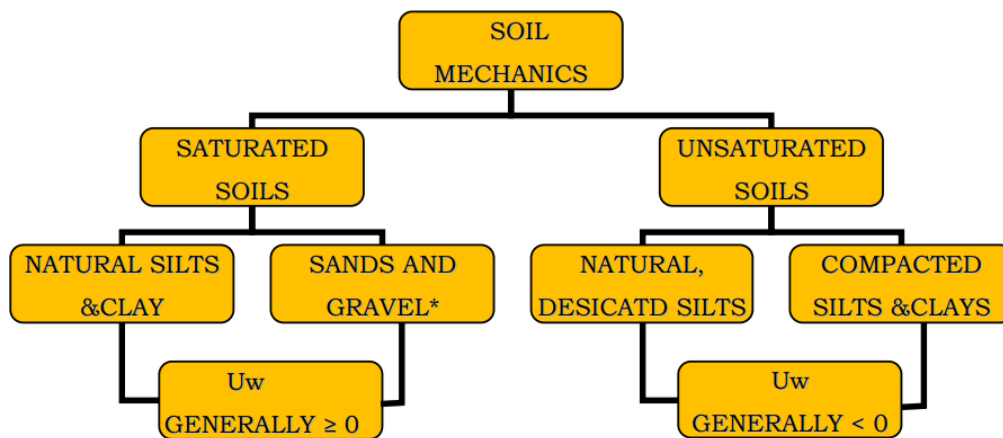 SOIL
MECHANICS
SATURATED
SOILS
UNSATURATED
SOILS
NATURAL SILTS
&CLAY
SANDS AND
GRAVEL*
NATURAL,
DESICATD SILTS
COMPACTED
SILTS &CLAYS
Uw
GENERALLY ≥ 0
Uw
GENERALLY < 0